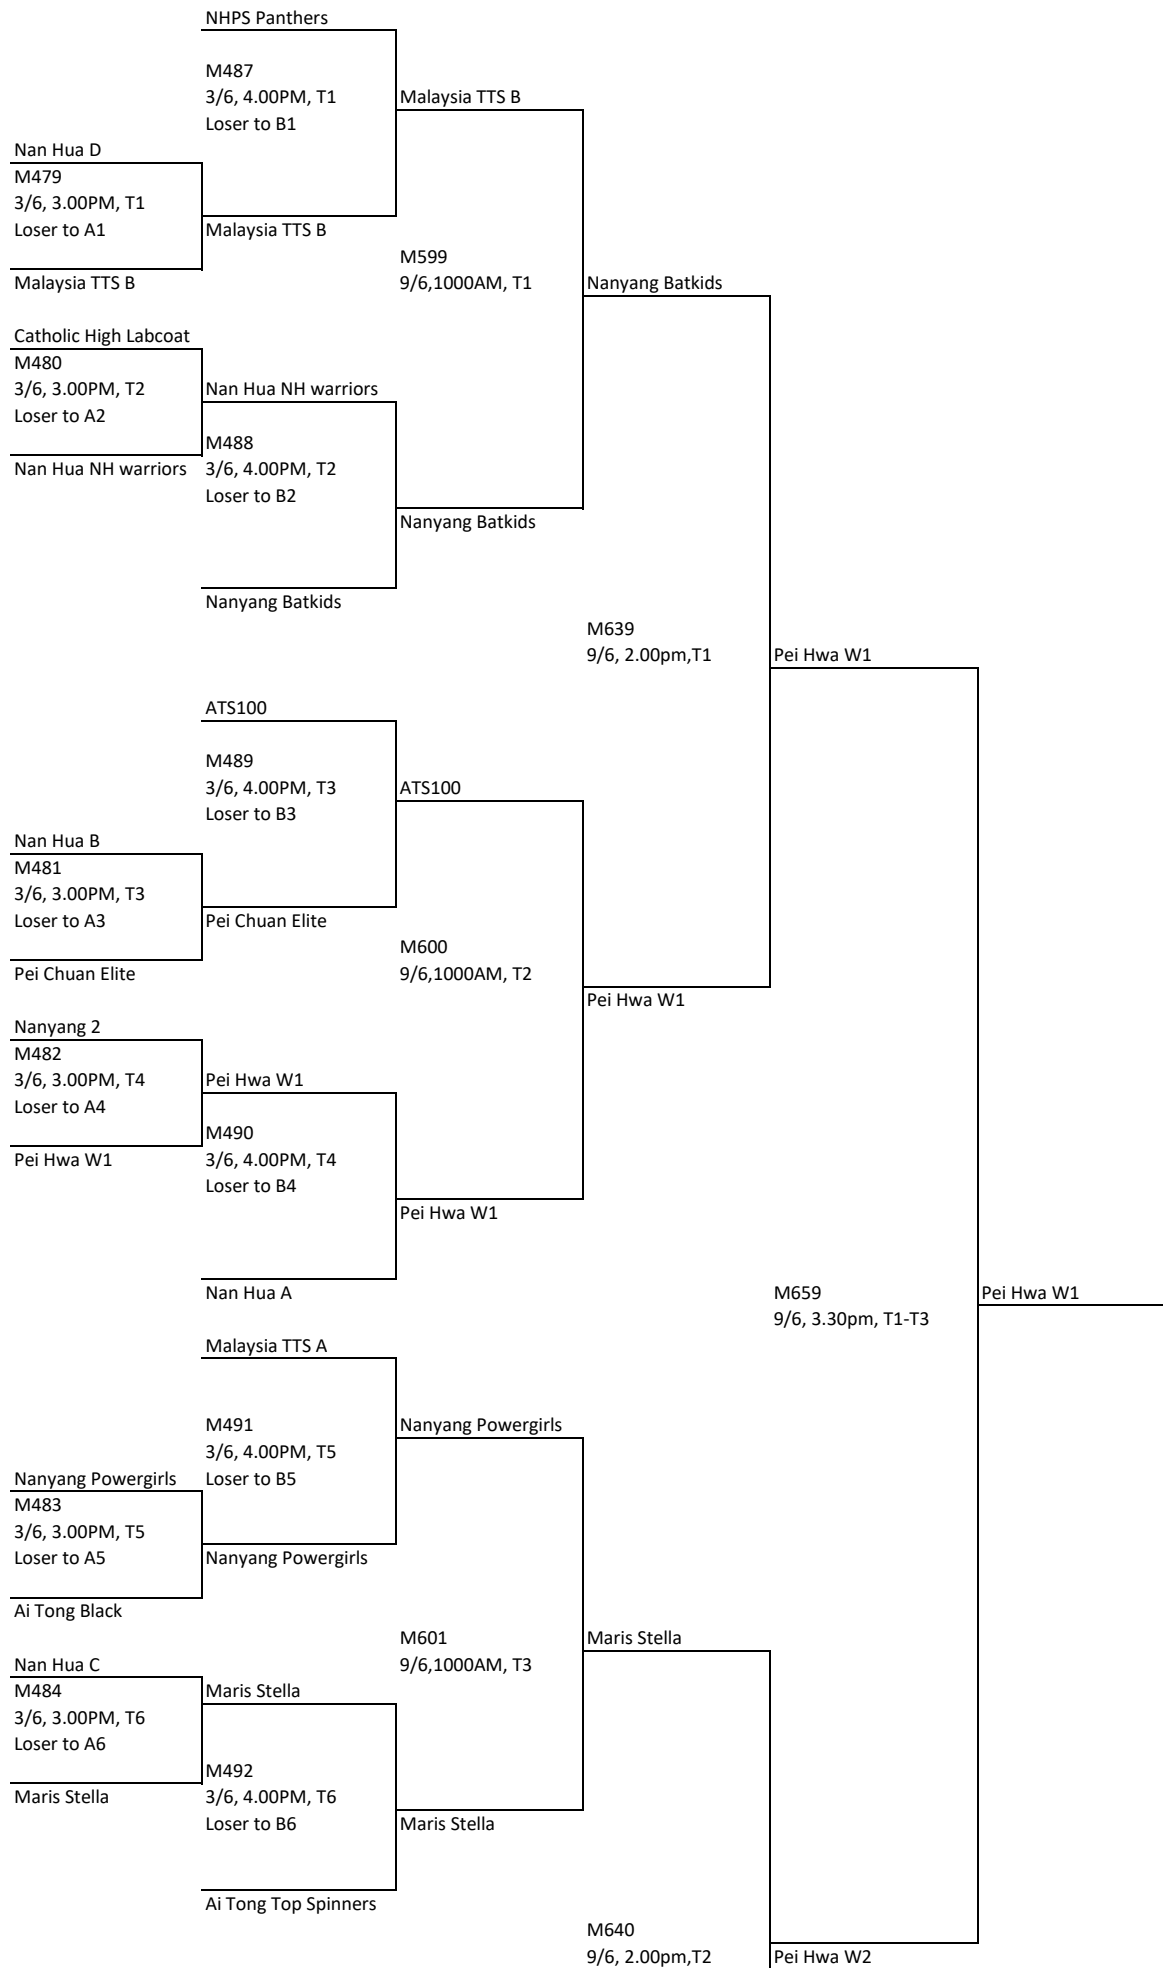 NHPS Panthers
M487
3/6, 4.00PM, T1
Loser to B1
Malaysia TTS B
Nan Hua D
M479
3/6, 3.00PM, T1
Loser to A1
Malaysia TTS B
Malaysia TTS B
M599
9/6,1000AM, T1
Nanyang Batkids
Catholic High Labcoat
M480
3/6, 3.00PM, T2
Loser to A2
Nan Hua NH warriors
Nan Hua NH warriors
M488
3/6, 4.00PM, T2
Loser to B2
Nanyang Batkids
Nanyang Batkids
M639
9/6, 2.00pm,T1
Pei Hwa W1
ATS100
M489
3/6, 4.00PM, T3
Loser to B3
ATS100
Nan Hua B
M481
3/6, 3.00PM, T3
Loser to A3
Pei Chuan Elite
Pei Chuan Elite
M600
9/6,1000AM, T2
Pei Hwa W1
Nanyang 2
M482
3/6, 3.00PM, T4
Loser to A4
Pei Hwa W1
Pei Hwa W1
M490
3/6, 4.00PM, T4
Loser to B4
Pei Hwa W1
Nan Hua A
M659
9/6, 3.30pm, T1-T3
Pei Hwa W1
Malaysia TTS A
M491
3/6, 4.00PM, T5
Loser to B5
Nanyang Powergirls
Nanyang Powergirls
M483
3/6, 3.00PM, T5
Loser to A5
Nanyang Powergirls
Ai Tong Black
M601
9/6,1000AM, T3
Maris Stella
Nan Hua C
M484
3/6, 3.00PM, T6
Loser to A6
Maris Stella
Maris Stella
M492
3/6, 4.00PM, T6
Loser to B6
Maris Stella
Ai Tong Top Spinners
M640
9/6, 2.00pm,T2
Pei Hwa W2